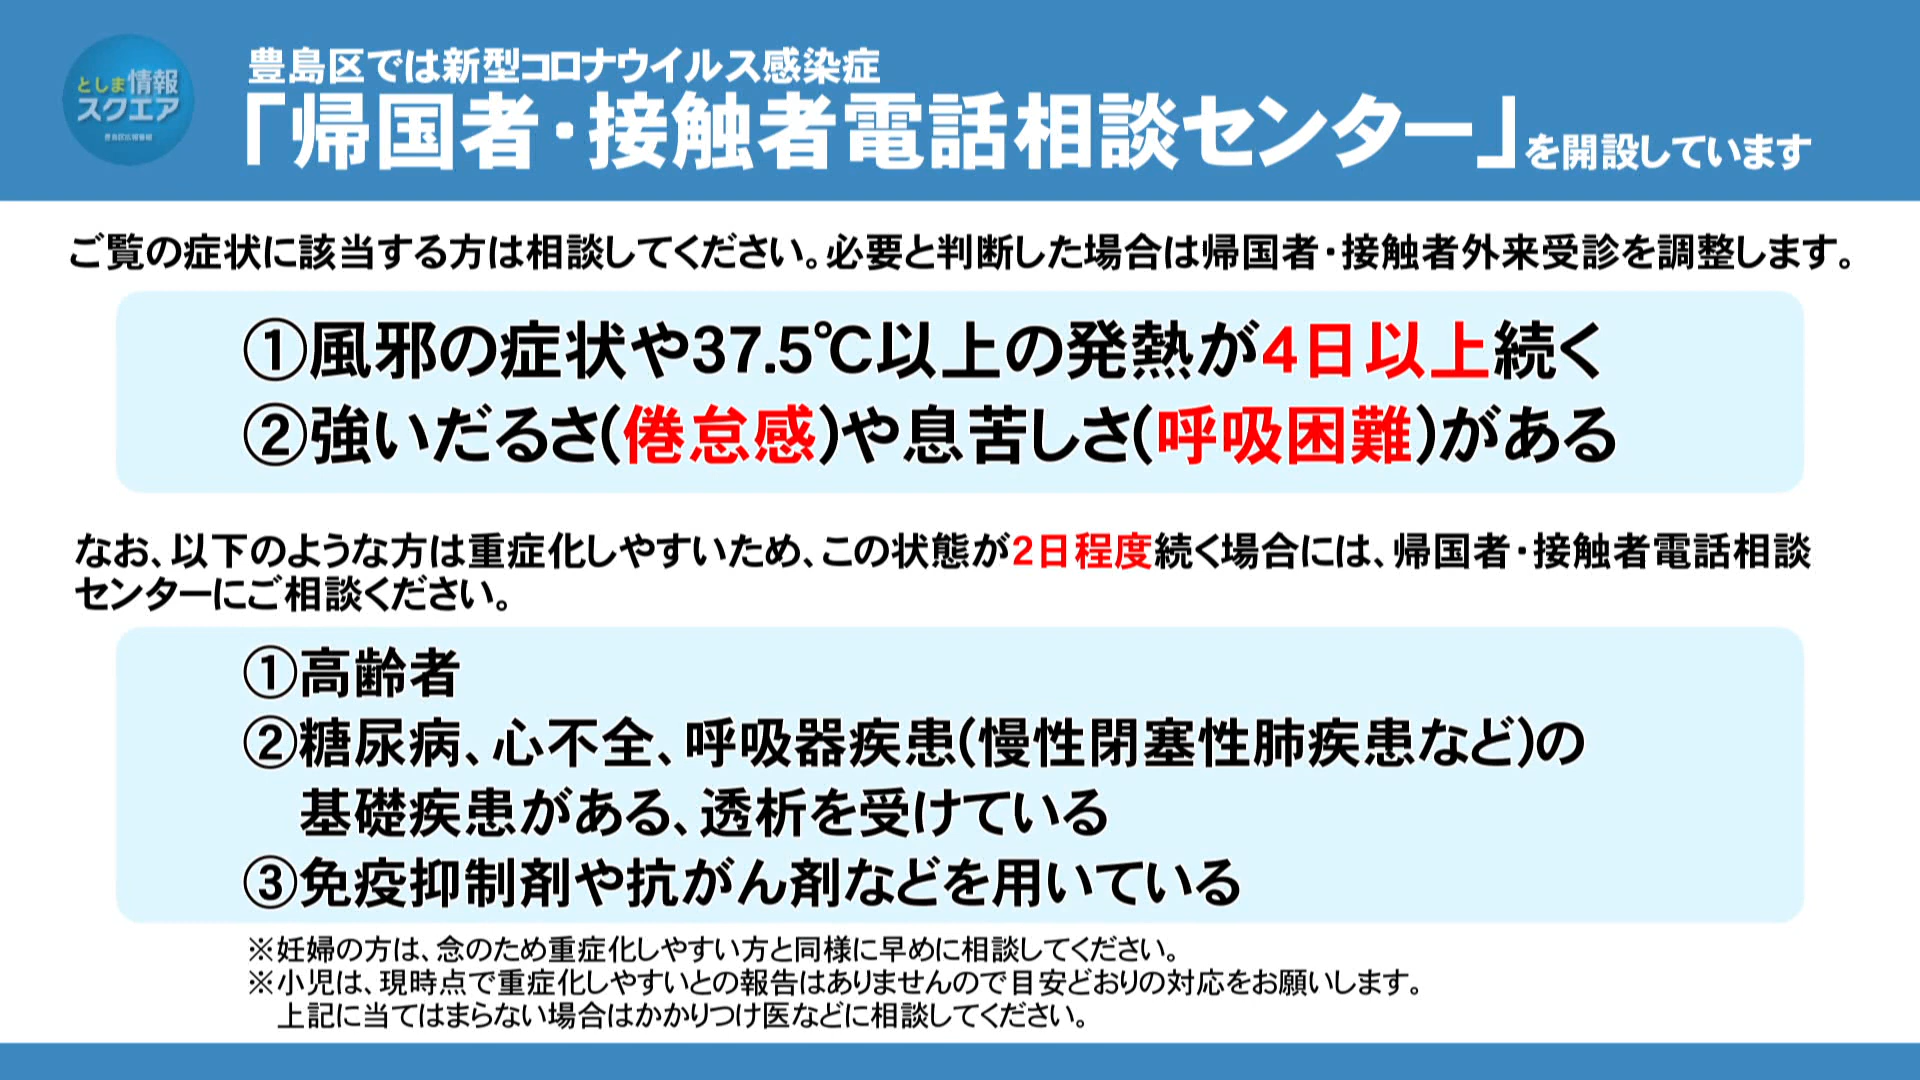 としま情報
スクエア
豊島区広報番組
豊島区では新型コロナウイルス感染症
「帰国者・接触者電話相談センター」を開設しています
ご覧の症状に該当する方は相談してください。必要と判断した場合は帰国者・接触者外来受診を調整します。
①風邪の症状や37.5℃以上の発熱が4日以上続く
②強いだるさ(倦怠感)や息苦しさ(呼吸困難)がある
なお、以下のような方は重症化しやすいため、この状態が2日程度続く場合には、帰国者・接触者電話相談
センターにご相談ください。
①高齢者
②糖尿病、心不全、呼吸器疾患(慢性閉塞性肺疾患など)の
基礎疾患がある、透析を受けている
③免疫抑制剤や抗がん剤などを用いている
※妊婦の方は、念のため重症化しやすい方と同様に早めに相談してください。
※小児は、現時点で重症化しやすいとの報告はありませんので目安どおりの対応をお願いします。
上記に当てはまらない場合はかかりつけ医などに相談してください。